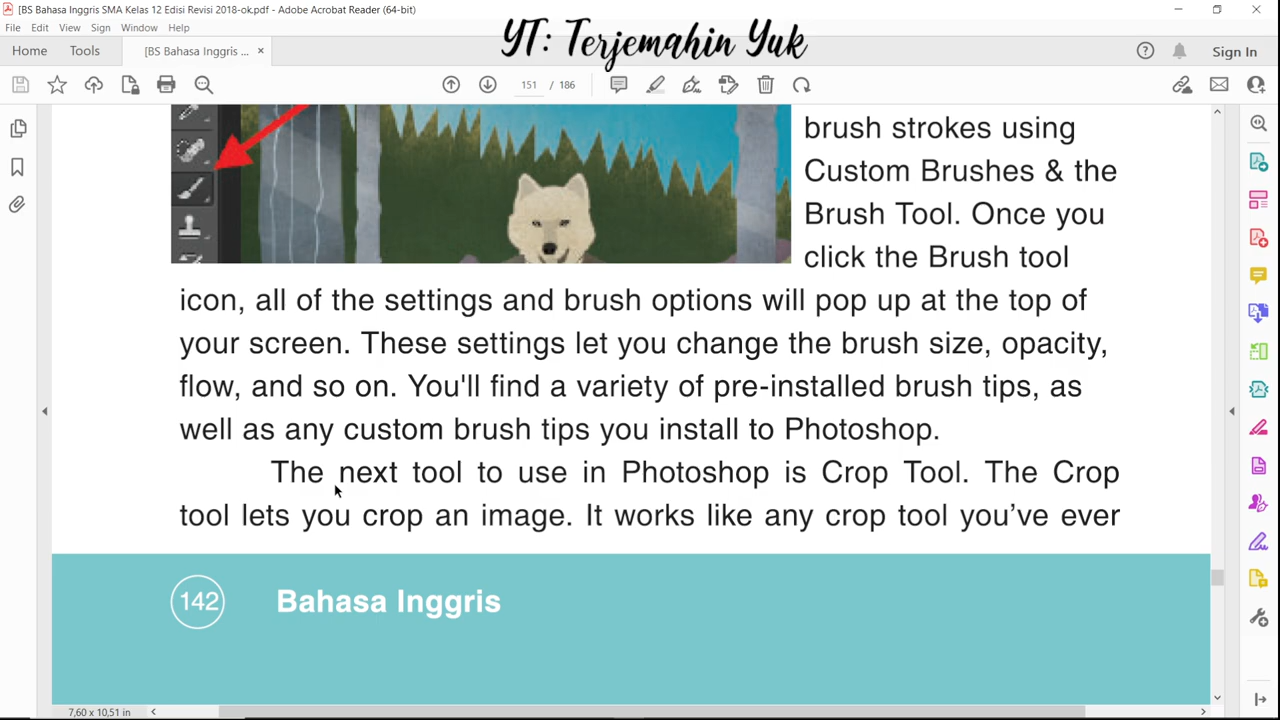 [BS Bahasa Inggris SMA Kelas 12 Edisi Revisi 2018-ok.pdf - Adobe Acrobat Reader (64-bit)
File Edit View Sign Window Help
YT: Terjemahin Yuk
Home Tools [BS Bahasa Inggris ... × Sign In
151 / 186
brush strokes using
Custom Brushes & the
Brush Tool. Once you
click the Brush tool
icon, all of the settings and brush options will pop up at the top of
your screen. These settings let you change the brush size, opacity,
flow, and so on. You'll find a variety of pre-installed brush tips, as
well as any custom brush tips you install to Photoshop.
The next tool to use in Photoshop is Crop Tool. The Crop
tool lets you crop an image. It works like any crop tool you’ve ever
142 Bahasa Inggris
7,60 x 10,51 in